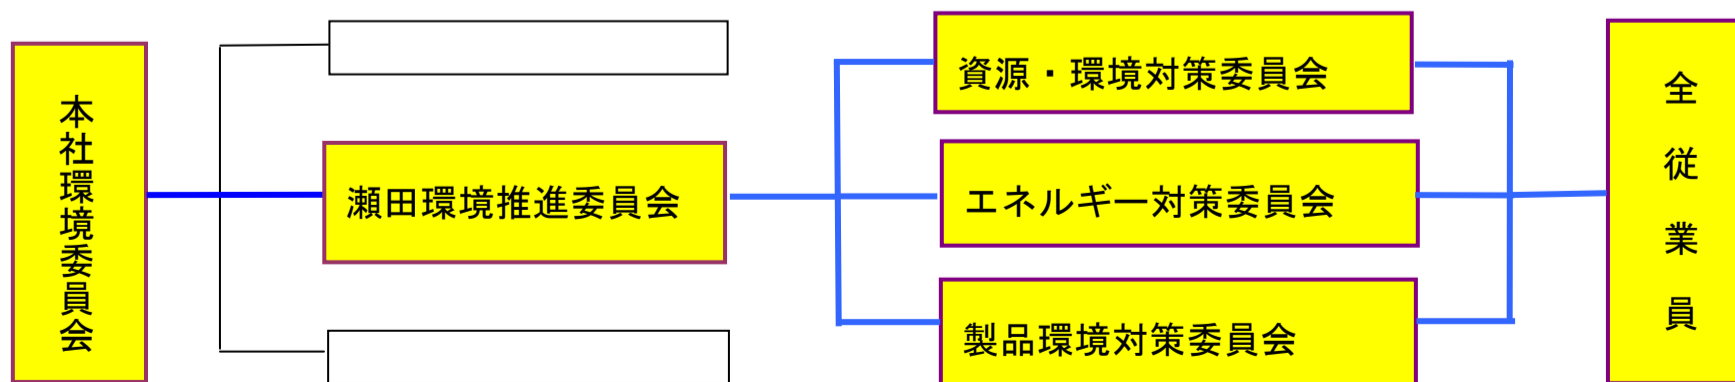 本社環境委員会
瀬田環境推進委員会
資源・環境対策委員会
エネルギー対策委員会
製品環境対策委員会
全従業員